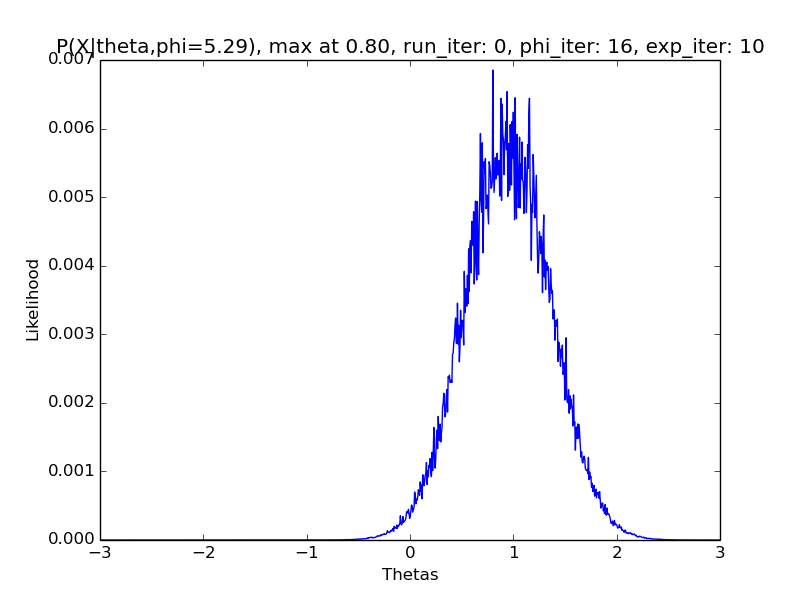 P(X|theta,phi=5.29), max at 0.80, run_iter: 0, phi_iter: 16, exp_iter: 10
0.007
0.006
0.005
0.004
0.003
0.002
0.001
0.000
Likelihood
−3 −2 −1 0 1 2 3
Thetas